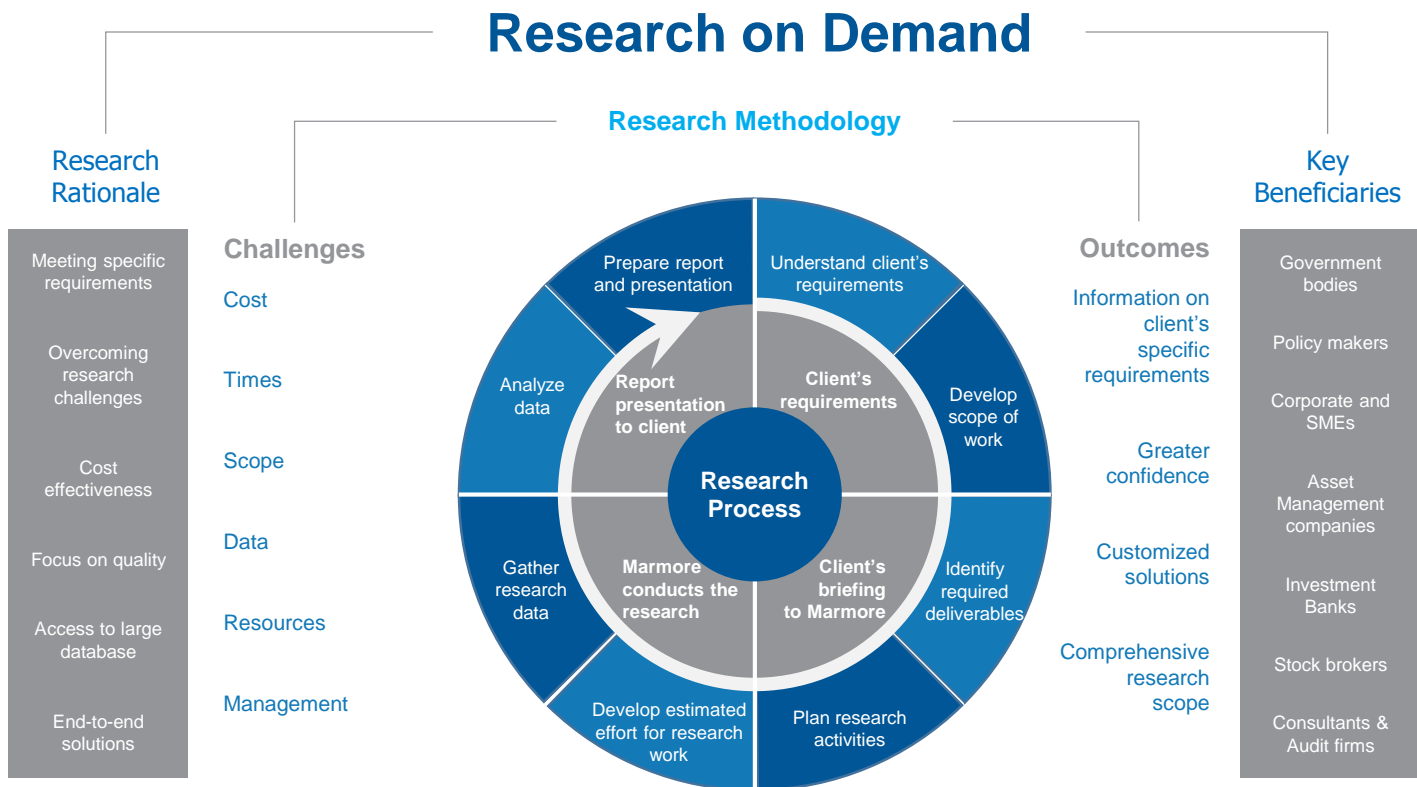 Research on Demand
Research Methodology
Research
Rationale
Meeting specific
requirements
Overcoming
research
challenges
Cost
effectiveness
Focus on quality
Access to large
database
End-to-end
solutions
Challenges
Cost
Times
Scope
Data
Resources
Management
Prepare report
and presentation
Understand client's
requirements
Develop
scope of
work
Identify
required
deliverables
Plan research
activities
Develop estimated
effort for research
work
Gather
research
data
Analyze
data
Report
presentation
to client
Client's
requirements
Client's
briefing
to Marmore
Marmore
conducts the
research
Research
Process
Outcomes
Information on
client's
specific
requirements
Greater
confidence
Customized
solutions
Comprehensive
research
scope
Key
Beneficiaries
Government
bodies
Policy makers
Corporate and
SMEs
Asset
Management
companies
Investment
Banks
Stock brokers
Consultants &
Audit firms